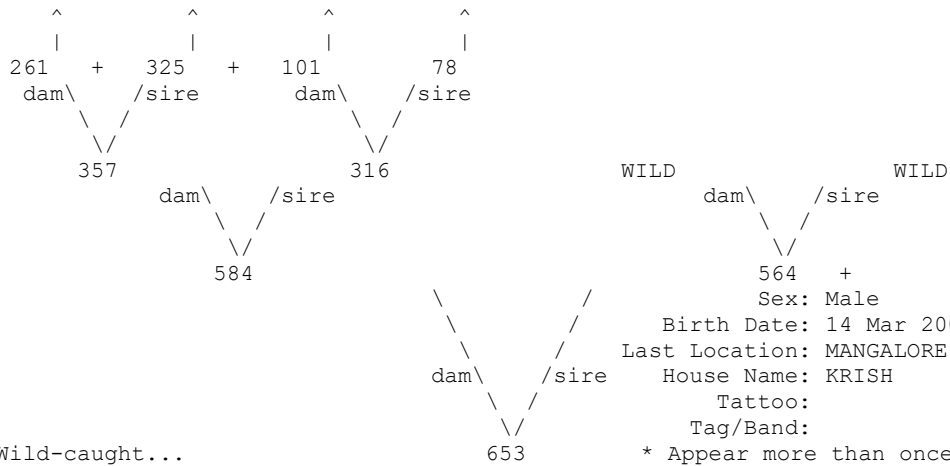 ^ ^ ^ ^
| | | |
261 + 325 + 101 78
dam\ /sire dam\ /sire
\ / \ /
\/ \/
357 316 WILD WILD
dam\ /sire dam\ /sire
\ / \ /
\/ \/
584 564 +
\ / Sex: Male
\ / Birth Date: 14 Mar 200
\ / Last Location: MANGALORE
dam\ /sire House Name: KRISH
\ / Tattoo:
\/ Tag/Band:
Wild-caught... 653 * Appear more than once